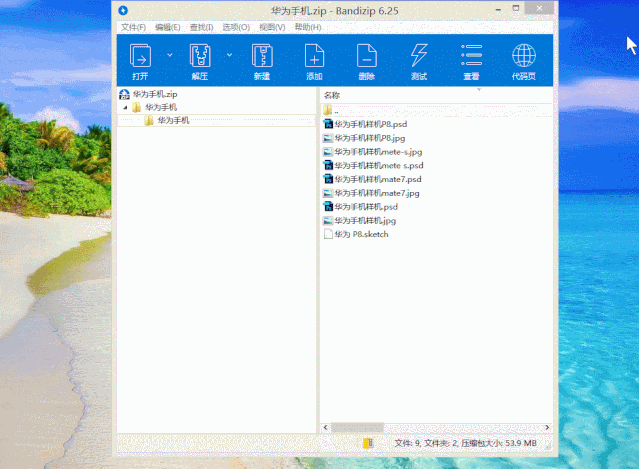 华为手机.zip - Bandizip 6.25
文件(F) 编辑(E) 查找(I) 选项(O) 视图(V) 帮助(H)
打开 解压 新建 添加 删除 测试 查看 代码页
华为手机.zip
华为手机
华为手机
名称
..
华为手机样机P8.psd
华为手机样机P8.jpg
华为手机样机mete-s.jpg
华为手机样机mete s.psd
华为手机样机mate7.psd
华为手机样机mate7.jpg
华为手机样机.psd
华为手机样机.jpg
华为 P8.sketch
文件: 9, 文件夹: 2, 压缩包大小: 53.9 MB